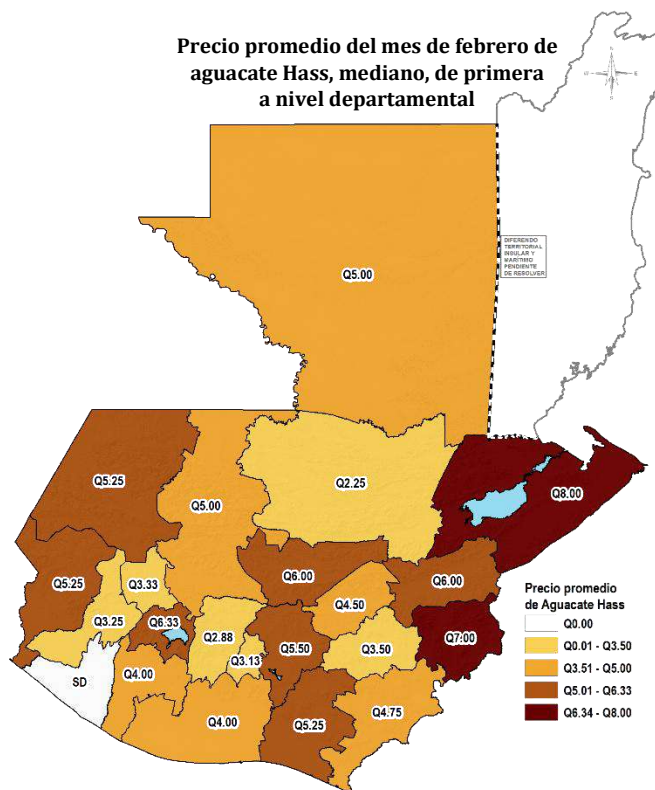 Precio promedio del mes de febrero de
aguacate Hass, mediano, de primera
a nivel departamental
N
O
E
S
DIFERENDO
TERRITORIAL
INSULAR Y
MARÍTIMO
PENDIENTE
DE RESOLVER
Q5.00
Q5.25
Q5.00
Q2.25
Q8.00
Q5.25
Q3.33
Q6.00
Q6.00
Q4.50
Q3.25
Q6.33
Q2.88
Q3.13
Q5.50
Q3.50
Q7.00
SD
Q4.00
Q4.00
Q5.25
Q4.75
Precio promedio
de Aguacate Hass
Q0.00
Q0.01 - Q3.50
Q3.51 - Q5.00
Q5.01 - Q6.33
Q6.34 - Q8.00